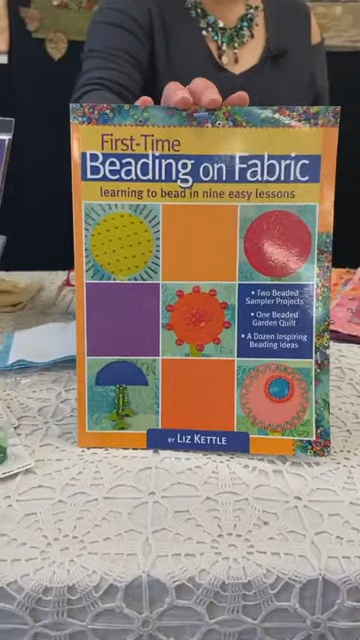 First-Time
Beading on Fabric
learning to bead in nine easy lessons
• Two Beaded
Sampler Projects
• One Beaded
Garden Quilt
• A Dozen Inspiring
Beading Ideas
BY LIZ KETTLE